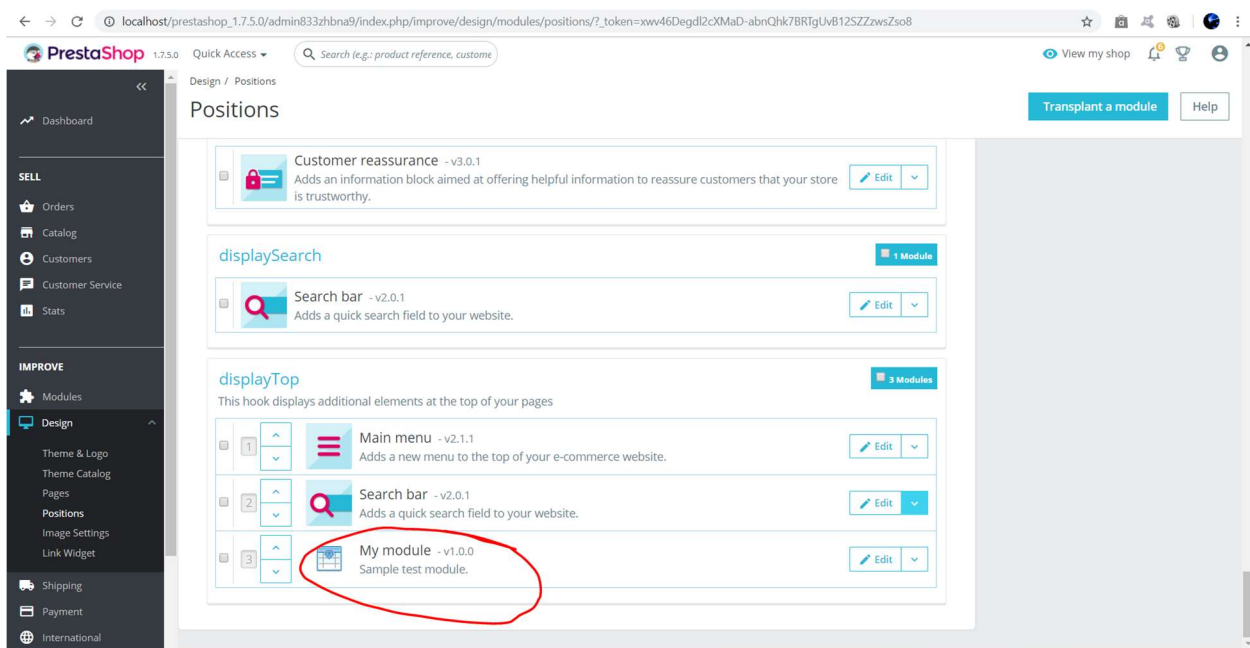 localhost/prestashop_1.7.5.0/admin833zhbna9/index.php/improve/design/modules/positions/?_token=xwv46Degdl2cXMaD-abnQhk7BRTgUvB12SZZzwsZso8
PrestaShop 1.7.5.0 Quick Access Search (e.g.: product reference, custome View my shop 6
Design / Positions
Positions
Transplant a module Help
Dashboard
SELL
Orders
Catalog
Customers
Customer Service
Stats
IMPROVE
Modules
Design
Theme & Logo
Theme Catalog
Pages
Positions
Image Settings
Link Widget
Shipping
Payment
International
Customer reassurance - v3.0.1
Adds an information block aimed at offering helpful information to reassure customers that your store
is trustworthy.
Edit
displaySearch
1 Module
Search bar - v2.0.1
Adds a quick search field to your website.
Edit
displayTop
3 Modules
This hook displays additional elements at the top of your pages
1
Main menu - v2.1.1
Adds a new menu to the top of your e-commerce website.
Edit
2
Search bar - v2.0.1
Adds a quick search field to your website.
Edit
3
My module - v1.0.0
Sample test module.
Edit